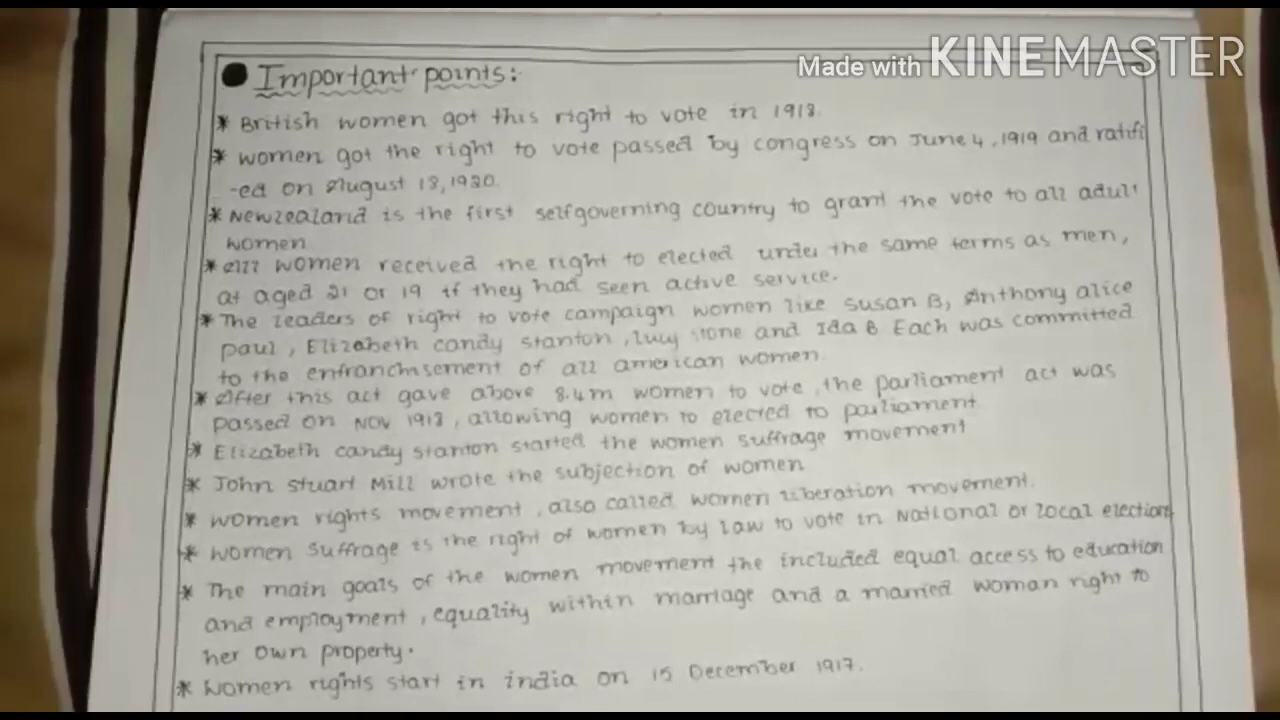 Made with KINEMASTER
Important points:
* British women got this right to vote in 1918.
* women got the right to vote passed by congress on June 4, 1919 and ratifi
-ed on August 18, 1920.
* Newzealand is the first selfgoverning country to grant the vote to all adult
women
* All women received the right to elected under the same terms as men,
at aged 21 or 19 if they had seen active service.
* The leaders of right to vote campaign women like Susan B, Anthony alice
paul, Elizabeth candy stanton, lucy stone and Ida B Each was committed
to the enfranchisement of all american women.
* After this act gave above 8.4m women to vote, the parliament act was
passed on Nov 1918, allowing women to elected to parliament
* Elizabeth candy stanton started the women suffrage movement
* John Stuart Mill wrote the subjection of women
* women rights movement, also called women liberation movement.
* women suffrage is the right of women by law to vote in National or local election
* The main goals of the women movement the included equal access to education
and employment, equality within marriage and a married woman right to
her own property.
* Women rights start in india on 15 December 1917.